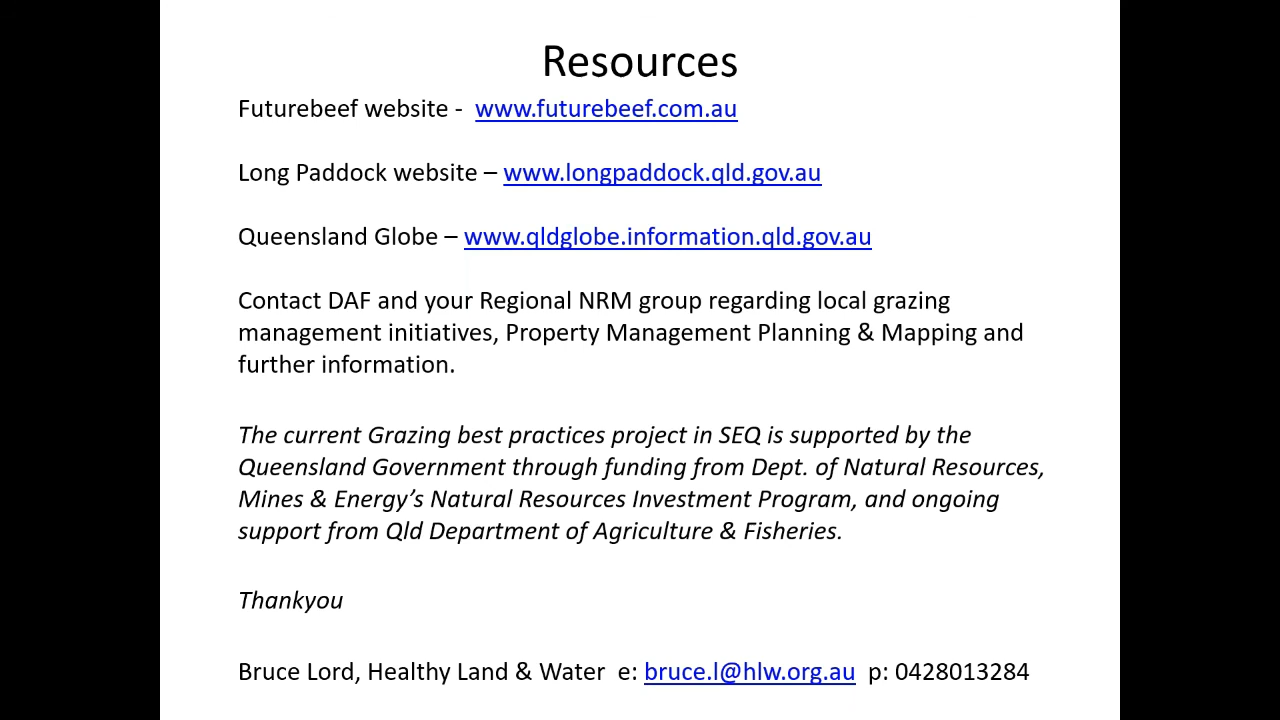 Resources
Futurebeef website - www.futurebeef.com.au
Long Paddock website – www.longpaddock.qld.gov.au
Queensland Globe – www.qldglobe.information.qld.gov.au
Contact DAF and your Regional NRM group regarding local grazing
management initiatives, Property Management Planning & Mapping and
further information.
The current Grazing best practices project in SEQ is supported by the
Queensland Government through funding from Dept. of Natural Resources,
Mines & Energy’s Natural Resources Investment Program, and ongoing
support from Qld Department of Agriculture & Fisheries.
Thankyou
Bruce Lord, Healthy Land & Water e: bruce.l@hlw.org.au p: 0428013284